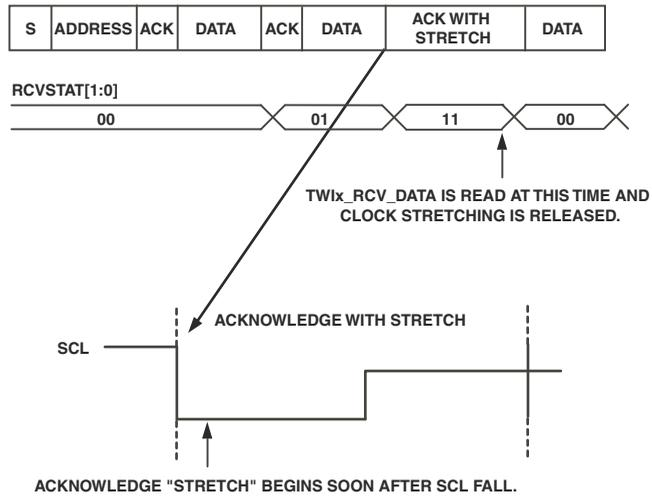 S ADDRESS ACK DATA ACK DATA ACK WITH STRETCH DATA
RCVSTAT[1:0]
00 01 11 00
TWIx_RCV_DATA IS READ AT THIS TIME AND
CLOCK STRETCHING IS RELEASED.
ACKNOWLEDGE WITH STRETCH
SCL
ACKNOWLEDGE "STRETCH" BEGINS SOON AFTER SCL FALL.